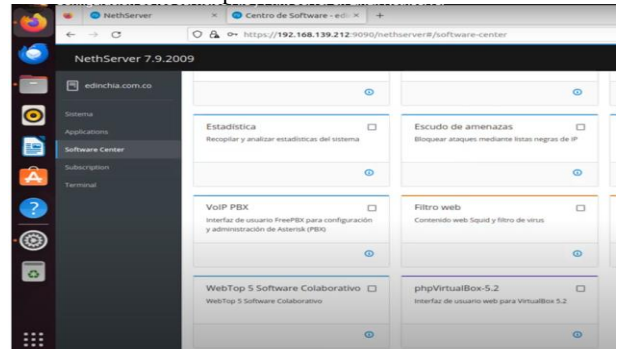 NethServer
Centro de Software - edi
https://192.168.139.212:9090/nethserver#/software-center
NethServer 7.9.2009
edinchia.com.co
Sistema
Applications
Software Center
Subscription
Terminal
Estadística
Recopilar y analizar estadísticas del sistema
Escudo de amenazas
Bloquear ataques mediante listas negras de IP
VoIP PBX
Interfaz de usuario FreePBX para configuración
y administración de Asterisk (PBX)
Filtro web
Contenido web Squid y filtro de virus
WebTop 5 Software Colaborativo
WebTop 5 Software Colaborativo
phpVirtualBox-5.2
Interfaz de usuario web para VirtualBox 5.2